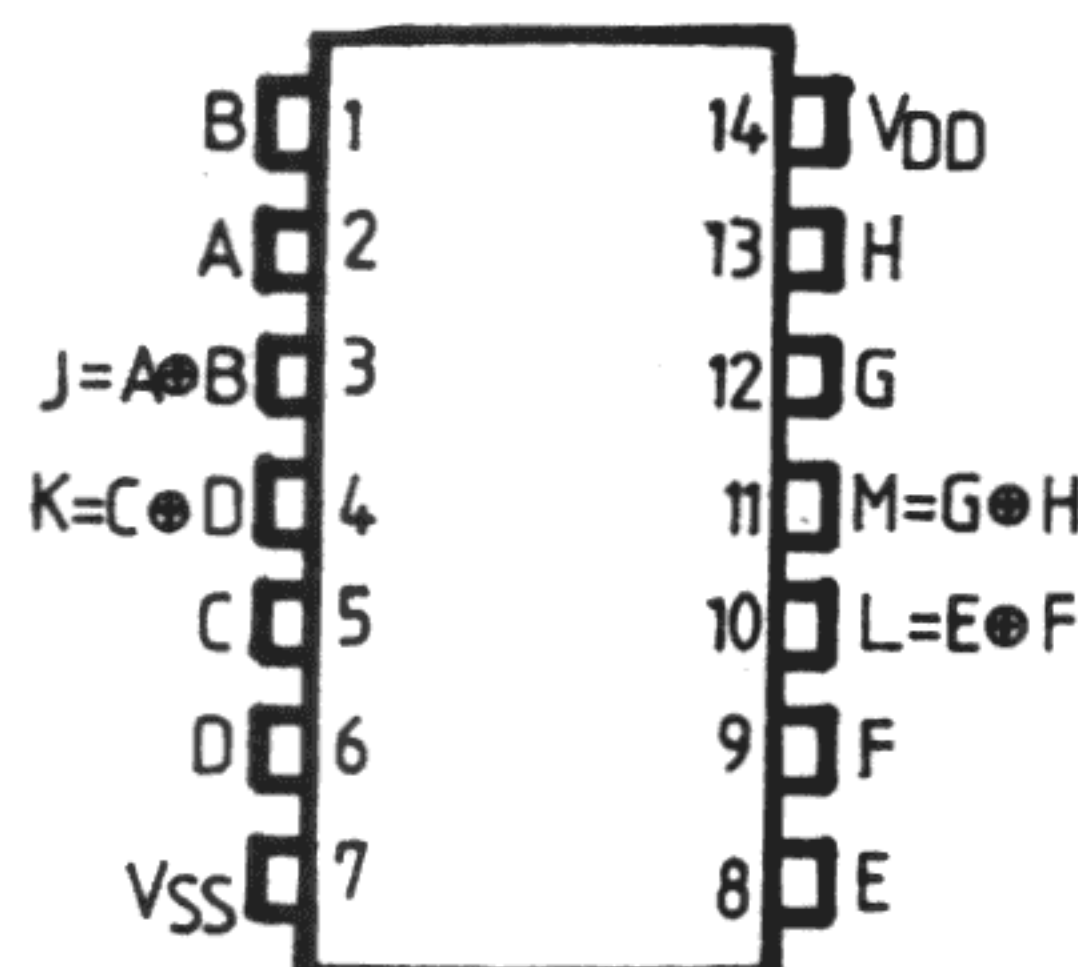 B 1 14 VDD
A 2 13 H
J=A⊕B 3 12 G
K=C⊕D 4 11 M=G⊕H
C 5 10 L=E⊕F
D 6 9 F
VSS 7 8 E